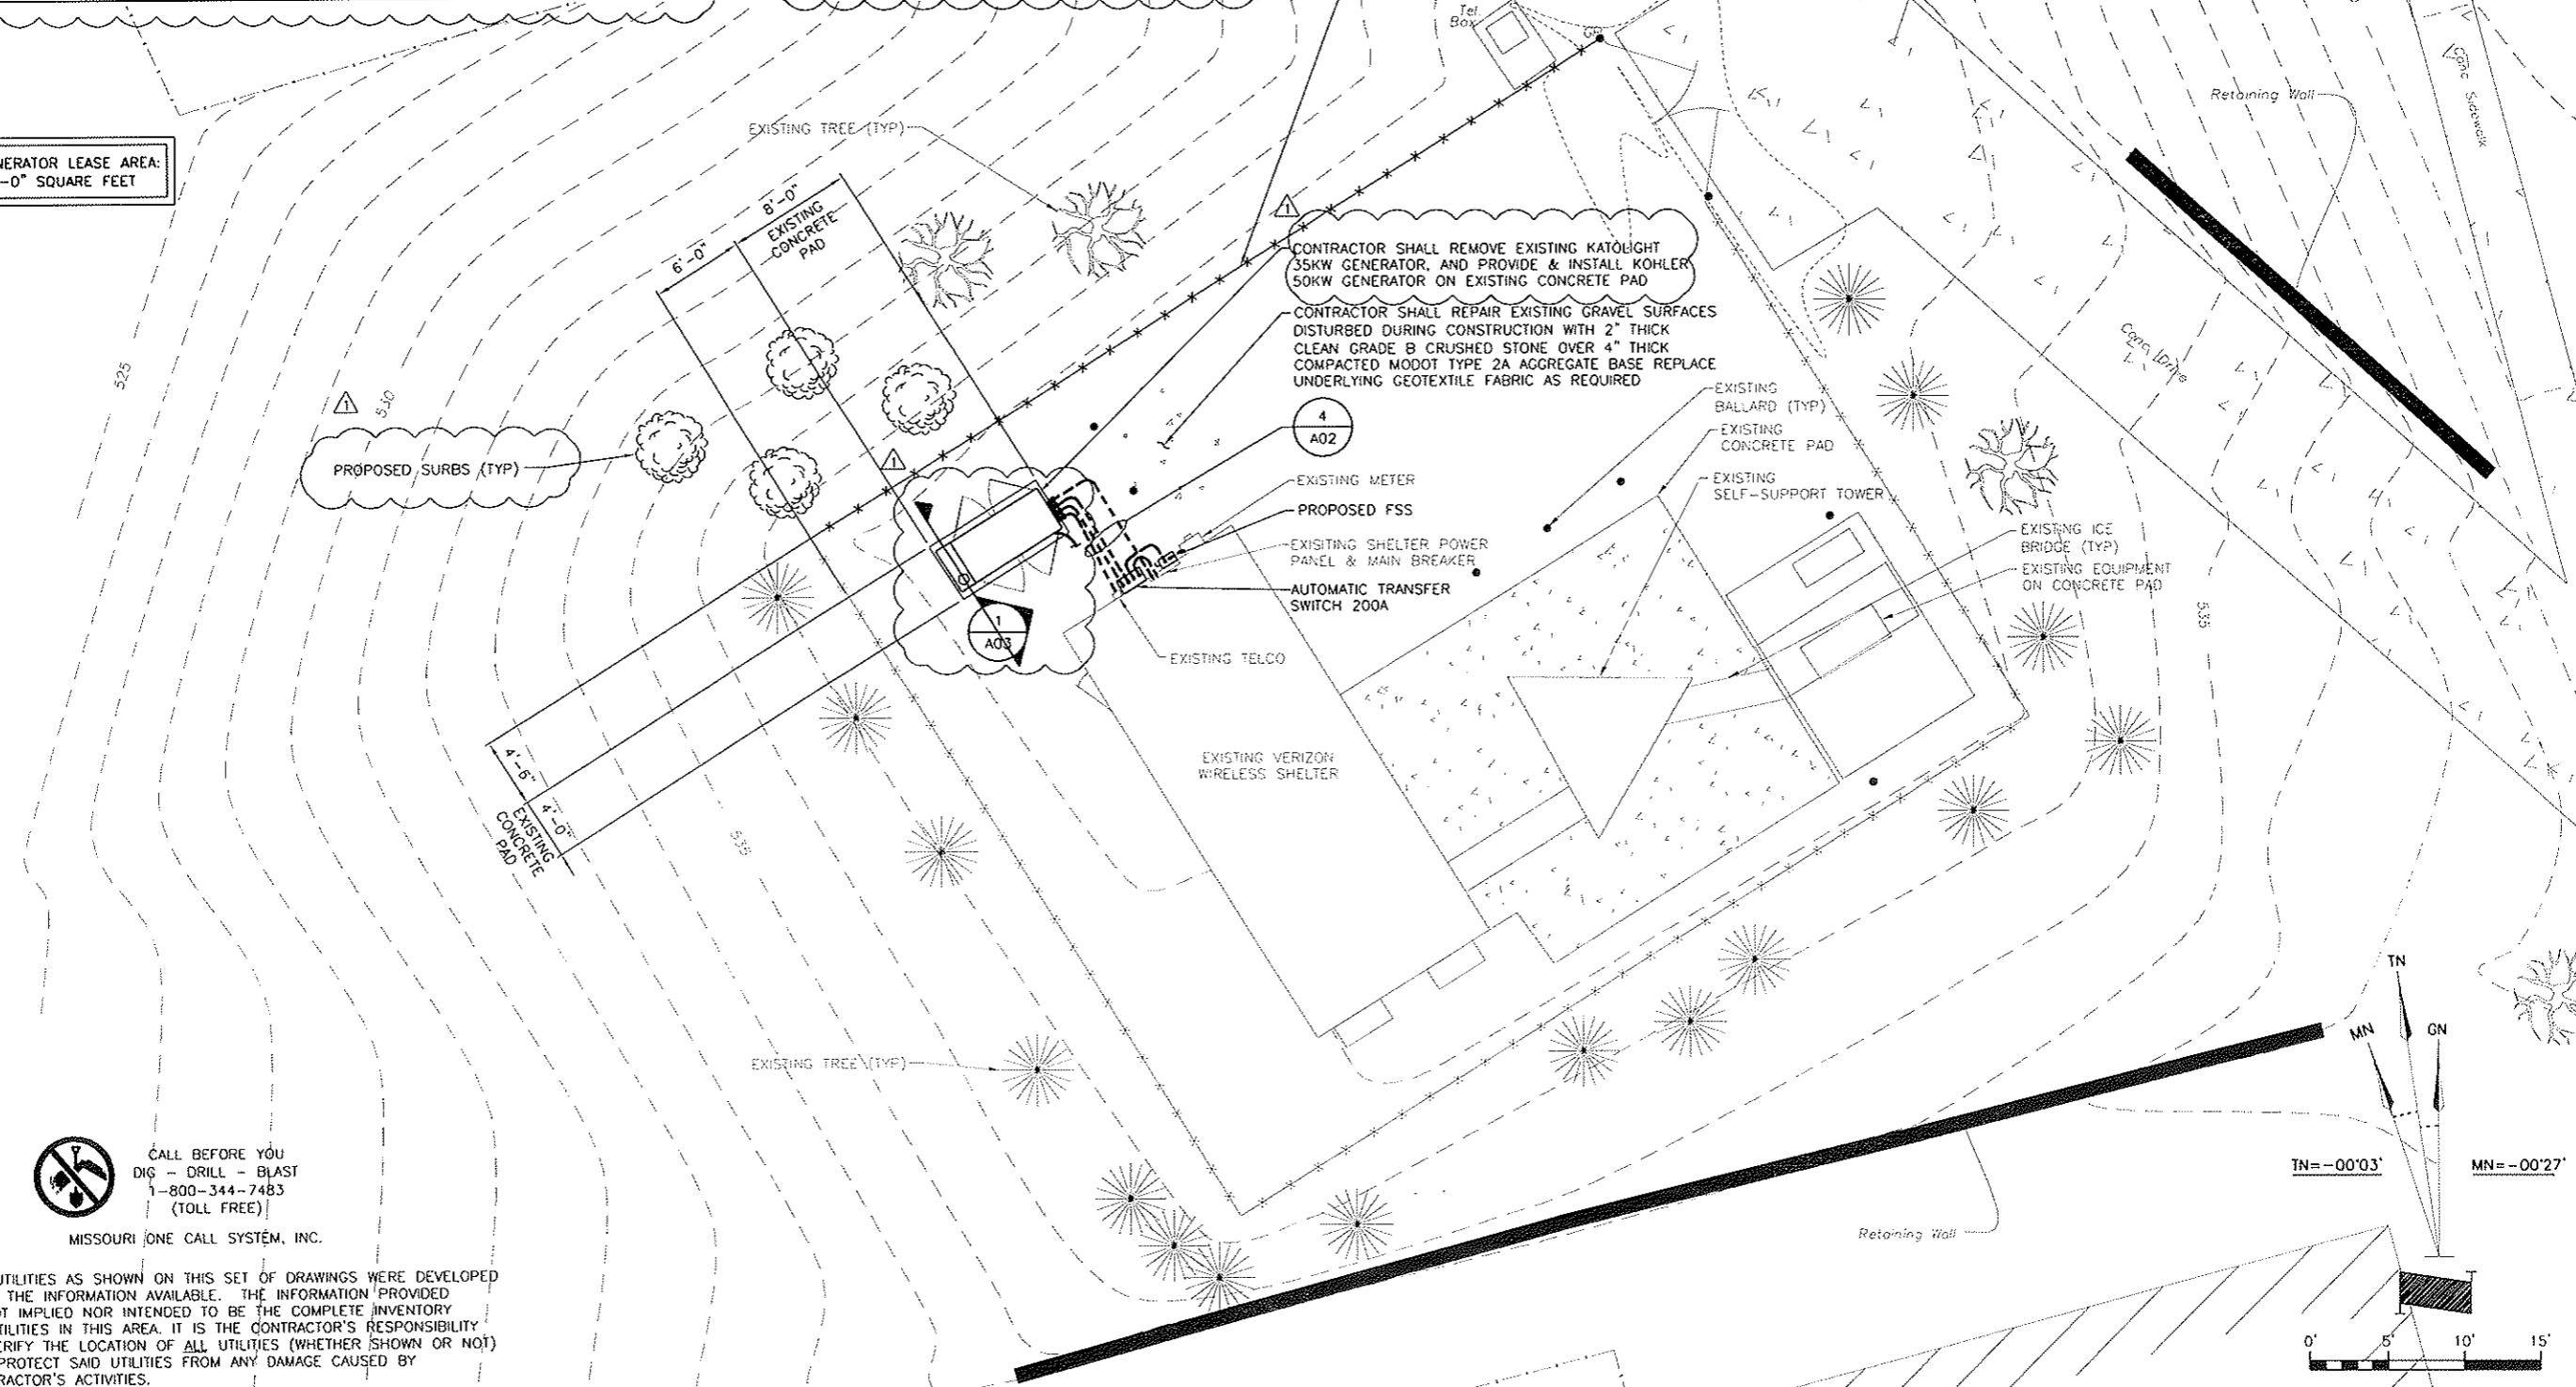 NERATOR LEASE AREA:
-0" SQUARE FEET
525
530
PROPOSED SURBS (TYP)
1
EXISTING TREE (TYP)
6'-0"
8'-0"
EXISTING
CONCRETE
PAD
1
1
Tel.
Box
CONTRACTOR SHALL REMOVE EXISTING KATOLIGHT
35KW GENERATOR, AND PROVIDE & INSTALL KOHLER
50KW GENERATOR ON EXISTING CONCRETE PAD
CONTRACTOR SHALL REPAIR EXISTING GRAVEL SURFACES
DISTURBED DURING CONSTRUCTION WITH 2" THICK
CLEAN GRADE B CRUSHED STONE OVER 4" THICK
COMPACTED MODOT TYPE 2A AGGREGATE BASE REPLACE
UNDERLYING GEOTEXTILE FABRIC AS REQUIRED
4
A02
EXISTING METER
PROPOSED FSS
EXISITING SHELTER POWER
PANEL & MAIN BREAKER
AUTOMATIC TRANSFER
SWITCH 200A
1
A03
EXISTING TELCO
EXISTING
BALLARD (TYP)
EXISTING
CONCRETE PAD
EXISTING
SELF-SUPPORT TOWER
EXISTING ICE
BRIDGE (TYP)
EXISTING EQUIPMENT
ON CONCRETE PAD
Retaining Wall
Conc Sidewalk
Conc Drive
535
EXISTING VERIZON
WIRELESS SHELTER
4'-6"
4'-0"
EXISTING
CONCRETE
PAD
535
EXISTING TREE (TYP)
Retaining Wall
TN
MN
GN
TN=-00°03'
MN=-00°27'
0' 5' 10' 15'
CALL BEFORE YOU
DIG - DRILL - BLAST
1-800-344-7483
(TOLL FREE)
MISSOURI ONE CALL SYSTEM, INC.
UTILITIES AS SHOWN ON THIS SET OF DRAWINGS WERE DEVELOPED
THE INFORMATION AVAILABLE. THE INFORMATION PROVIDED
T IMPLIED NOR INTENDED TO BE THE COMPLETE INVENTORY
TILITIES IN THIS AREA. IT IS THE CONTRACTOR'S RESPONSIBILITY
ERIFY THE LOCATION OF ALL UTILITIES (WHETHER SHOWN OR NOT)
PROTECT SAID UTILITIES FROM ANY DAMAGE CAUSED BY
RACTOR'S ACTIVITIES.